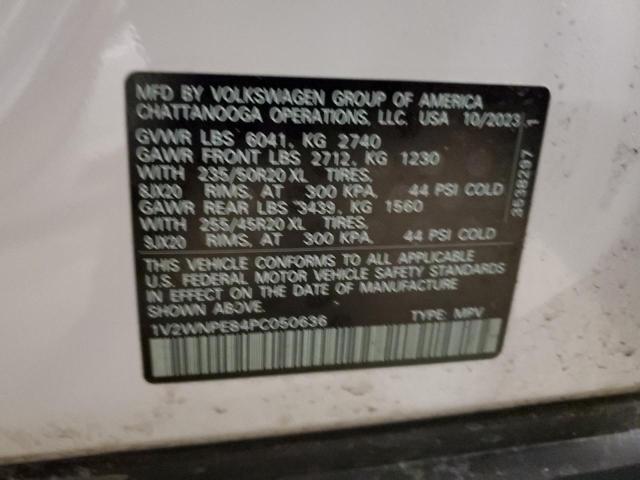 MFD BY VOLKSWAGEN GROUP OF AMERICA
CHATTANOOGA OPERATIONS, LLC. USA 10/2023
GVWR LBS 6041, KG 2740
GAWR FRONT LBS 2712, KG 1230
WITH 235/50R20 XL TIRES.
8JX20 RIMS, AT 300 KPA, 44 PSI COLD
GAWR REAR LBS 3439, KG 1560
WITH 255/45R20 XL TIRES.
9JX20 RIMS, AT 300 KPA, 44 PSI COLD
THIS VEHICLE CONFORMS TO ALL APPLICABLE
U.S. FEDERAL MOTOR VEHICLE SAFETY STANDARDS
IN EFFECT ON THE DATE OF MANUFACTURE
SHOWN ABOVE.
1V2WNPE84PC050636 TYPE: MPV
3538297 1